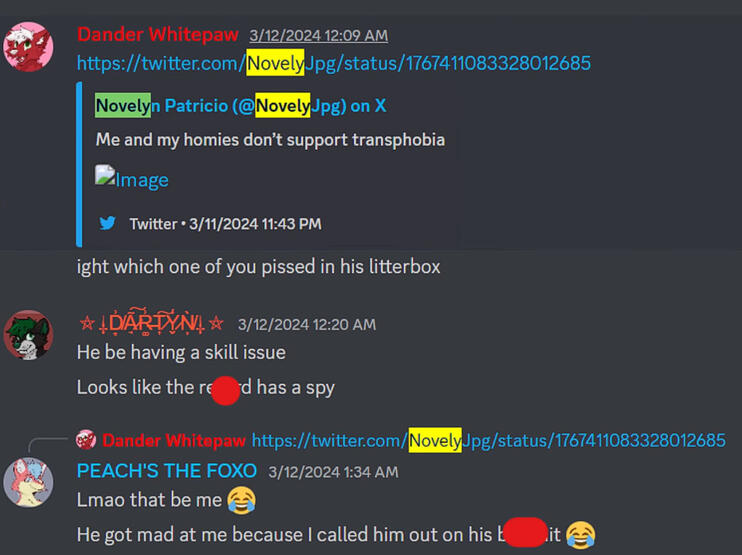 Dander Whitepaw 3/12/2024 12:09 AM
https://twitter.com/NovelyJpg/status/1767411083328012685
Novelyn Patricio (@NovelyJpg) on X
Me and my homies don’t support transphobia
Image
Twitter • 3/11/2024 11:43 PM
ight which one of you pissed in his litterbox
☆ ⸸DÃRTYN⸸ ☆ 3/12/2024 12:20 AM
He be having a skill issue
Looks like the re d has a spy
Dander Whitepaw https://twitter.com/NovelyJpg/status/1767411083328012685
PEACH'S THE FOXO 3/12/2024 1:34 AM
Lmao that be me 😂
He got mad at me because I called him out on his b it 😂